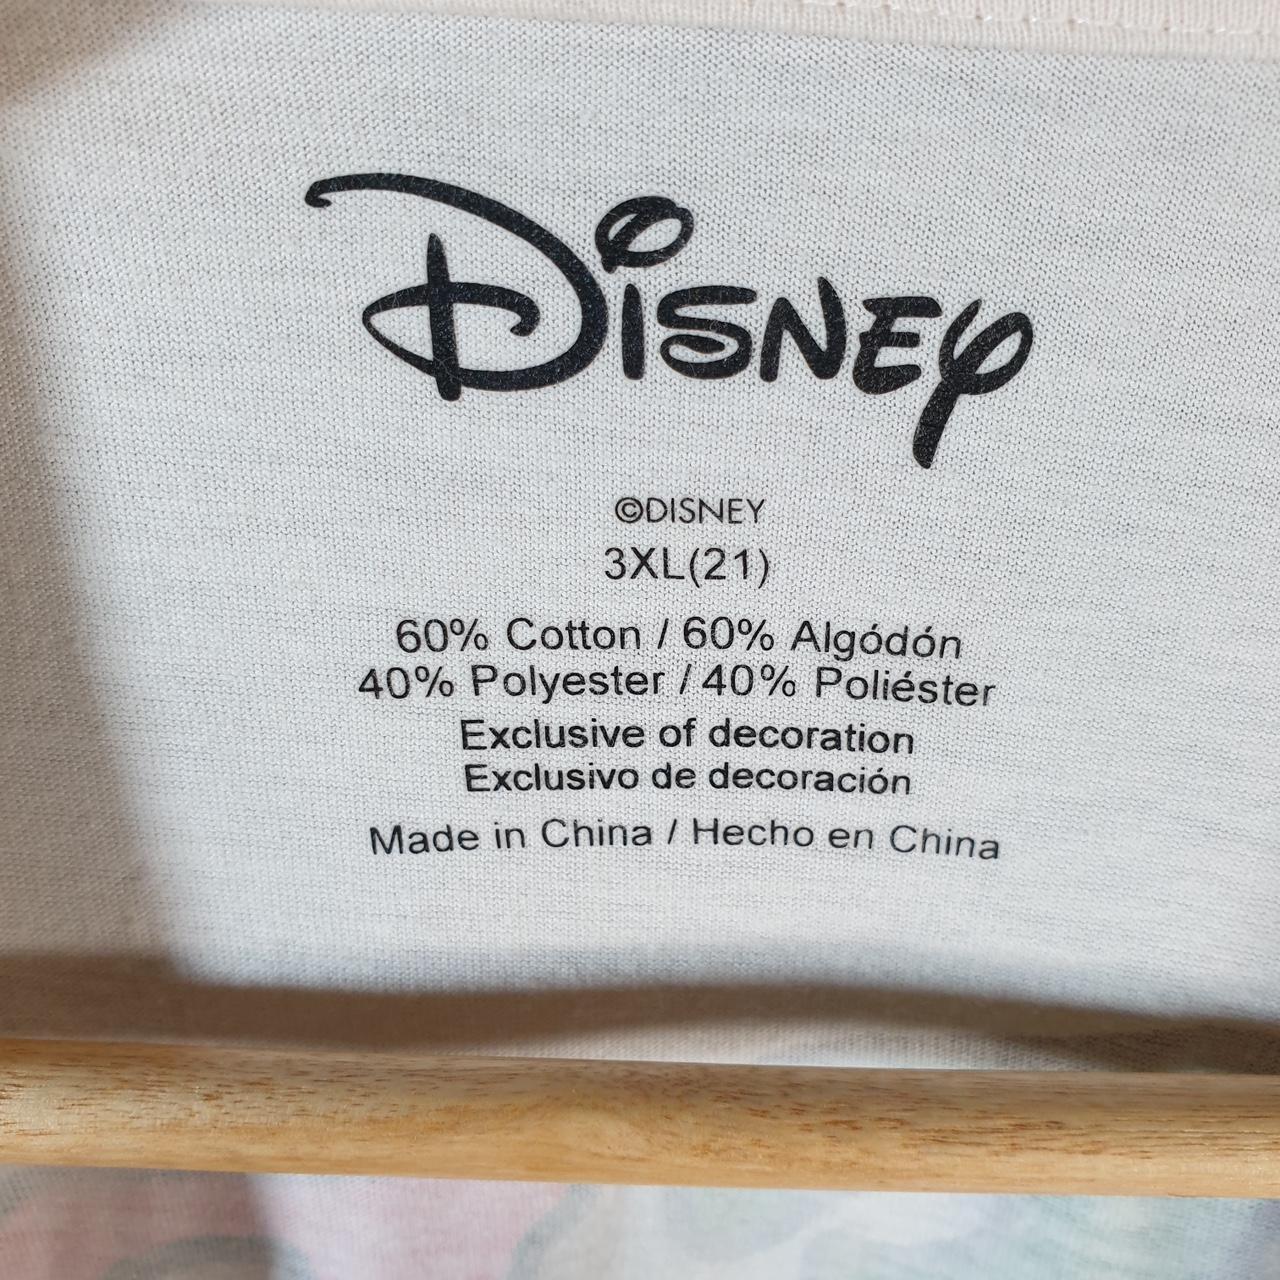 Disney
©DISNEY
3XL(21)
60% Cotton / 60% Algódón
40% Polyester / 40% Poliéster
Exclusive of decoration
Exclusivo de decoración
Made in China / Hecho en China